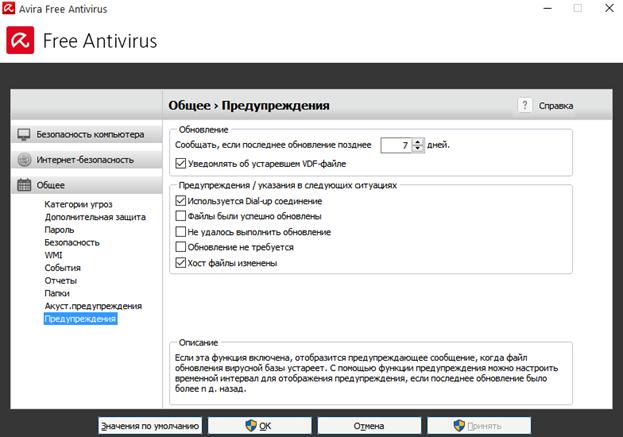 Avira Free Antivirus
Free Antivirus
Общее › Предупреждения
? Справка
Безопасность компьютера
Интернет-безопасность
Общее
Категории угроз
Дополнительная защита
Пароль
Безопасность
WMI
События
Отчеты
Папки
Акуст.предупреждения
Предупреждения
Обновление
Сообщать, если последнее обновление позднее 7 дней.
Уведомлять об устаревшем VDF-файле
Предупреждения / указания в следующих ситуациях
Используется Dial-up соединение
Файлы были успешно обновлены
Не удалось выполнить обновление
Обновление не требуется
Хост файлы изменены
Описание
Если эта функция включена, отобразится предупреждающее сообщение, когда файл
обновления вирусной базы устареет. С помощью функции предупреждения можно настроить
временной интервал для отображения предупреждения, если последнее обновление было
более n д. назад.
Значения по умолчанию
OK
Отмена
Принять